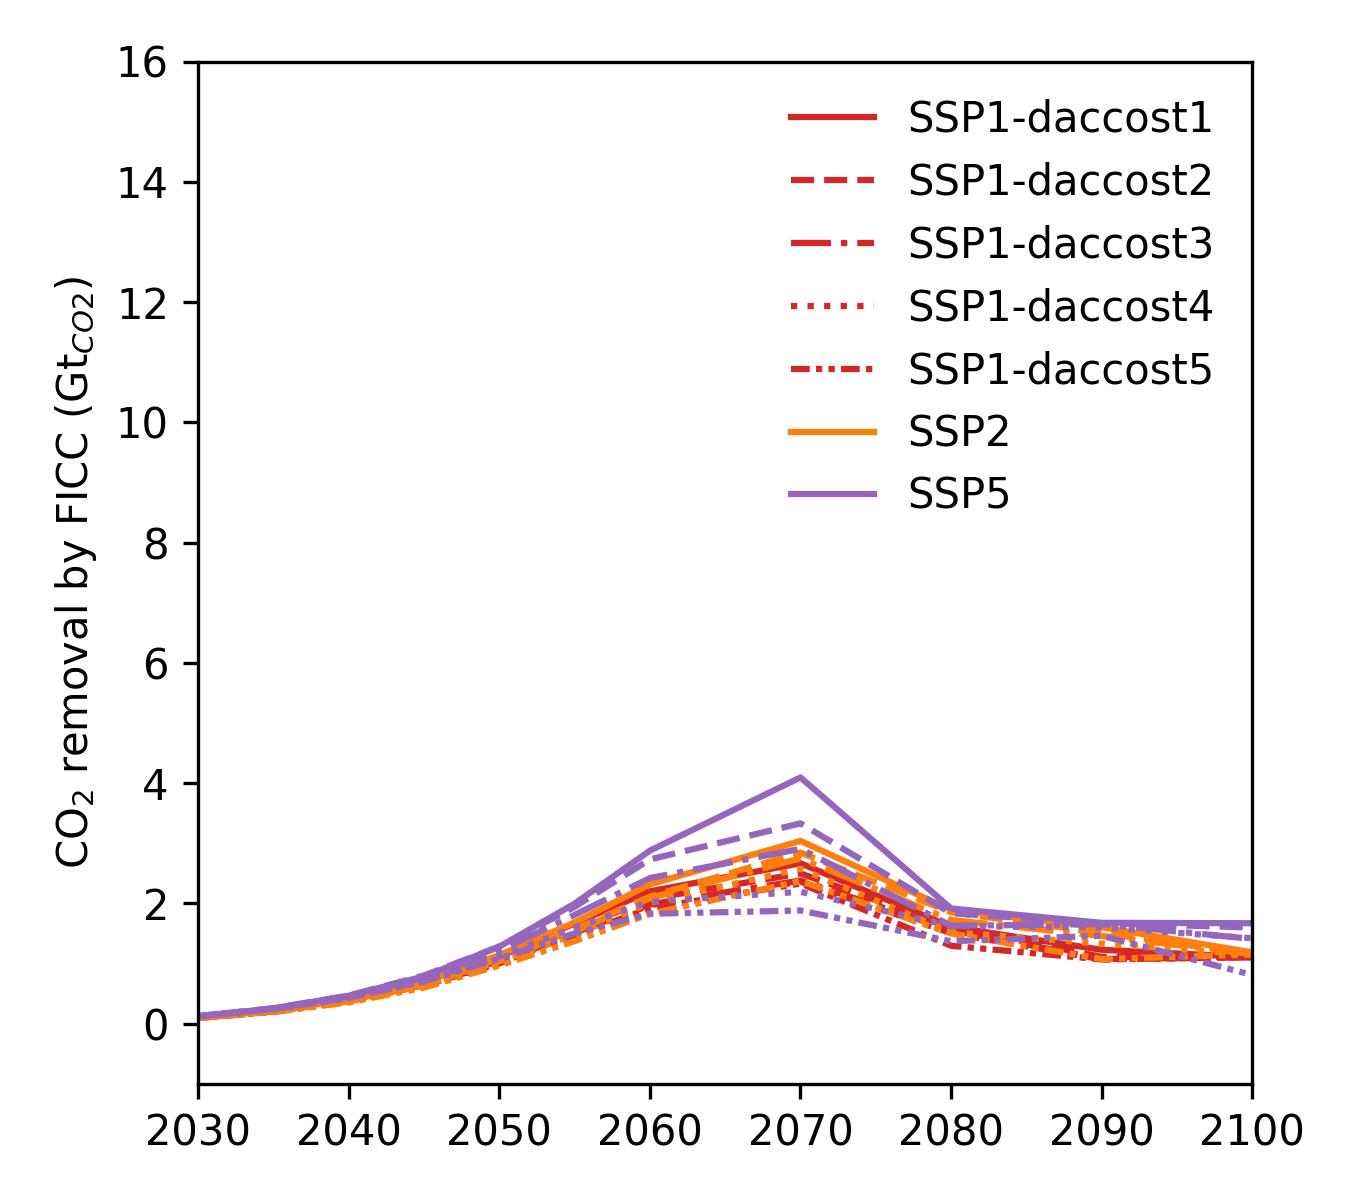 CO₂ removal by FICC (Gt_CO2)
16
14
12
10
8
6
4
2
0
SSP1-daccost1
SSP1-daccost2
SSP1-daccost3
SSP1-daccost4
SSP1-daccost5
SSP2
SSP5
2030 2040 2050 2060 2070 2080 2090 2100